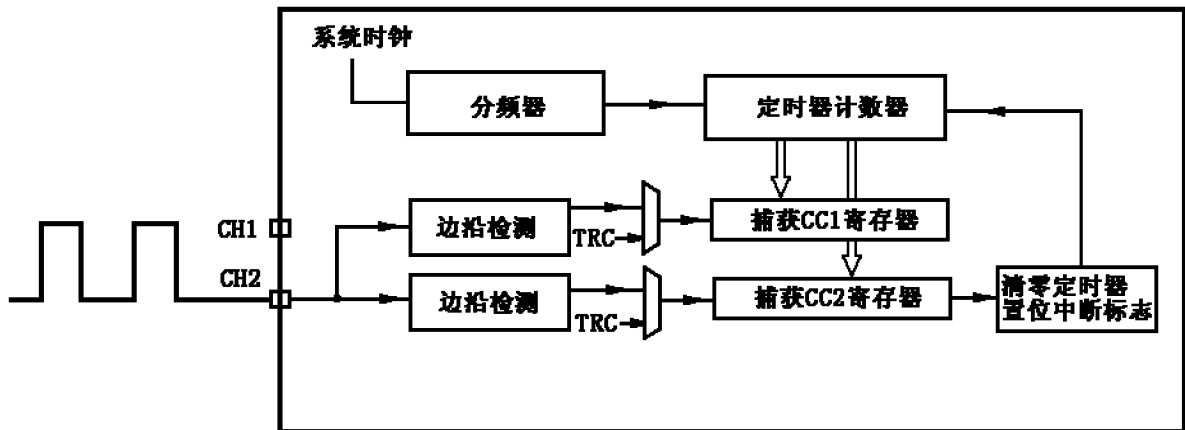 系统时钟
分频器
定时器计数器
CH1
边沿检测
TRC
捕获CC1寄存器
CH2
边沿检测
TRC
捕获CC2寄存器
清零定时器
置位中断标志